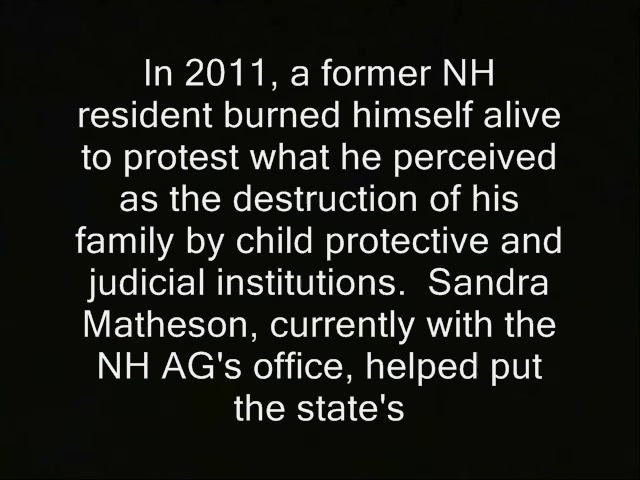 In 2011, a former NH
resident burned himself alive
to protest what he perceived
as the destruction of his
family by child protective and
judicial institutions.  Sandra
Matheson, currently with the
NH AG's office, helped put
the state's